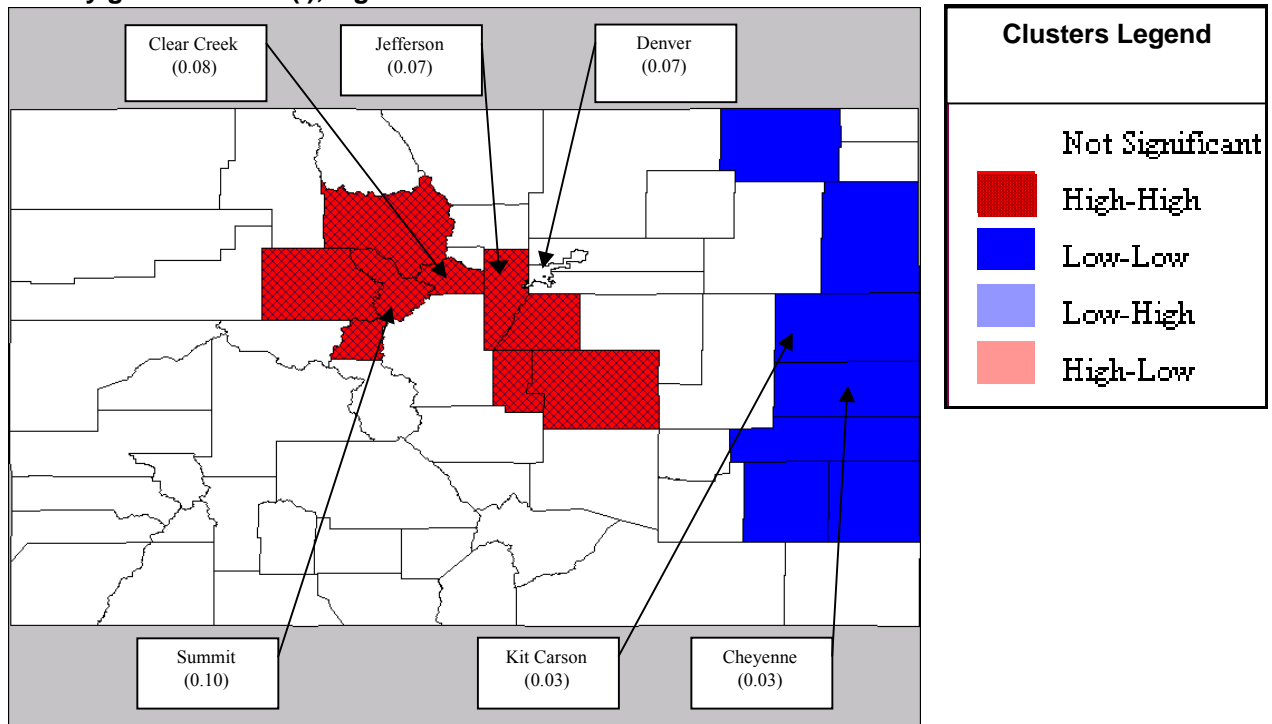 Clear Creek
(0.08)
Jefferson
(0.07)
Denver
(0.07)
Clusters Legend
Not Significant
High-High
Low-Low
Low-High
High-Low
Summit
(0.10)
Kit Carson
(0.03)
Cheyenne
(0.03)